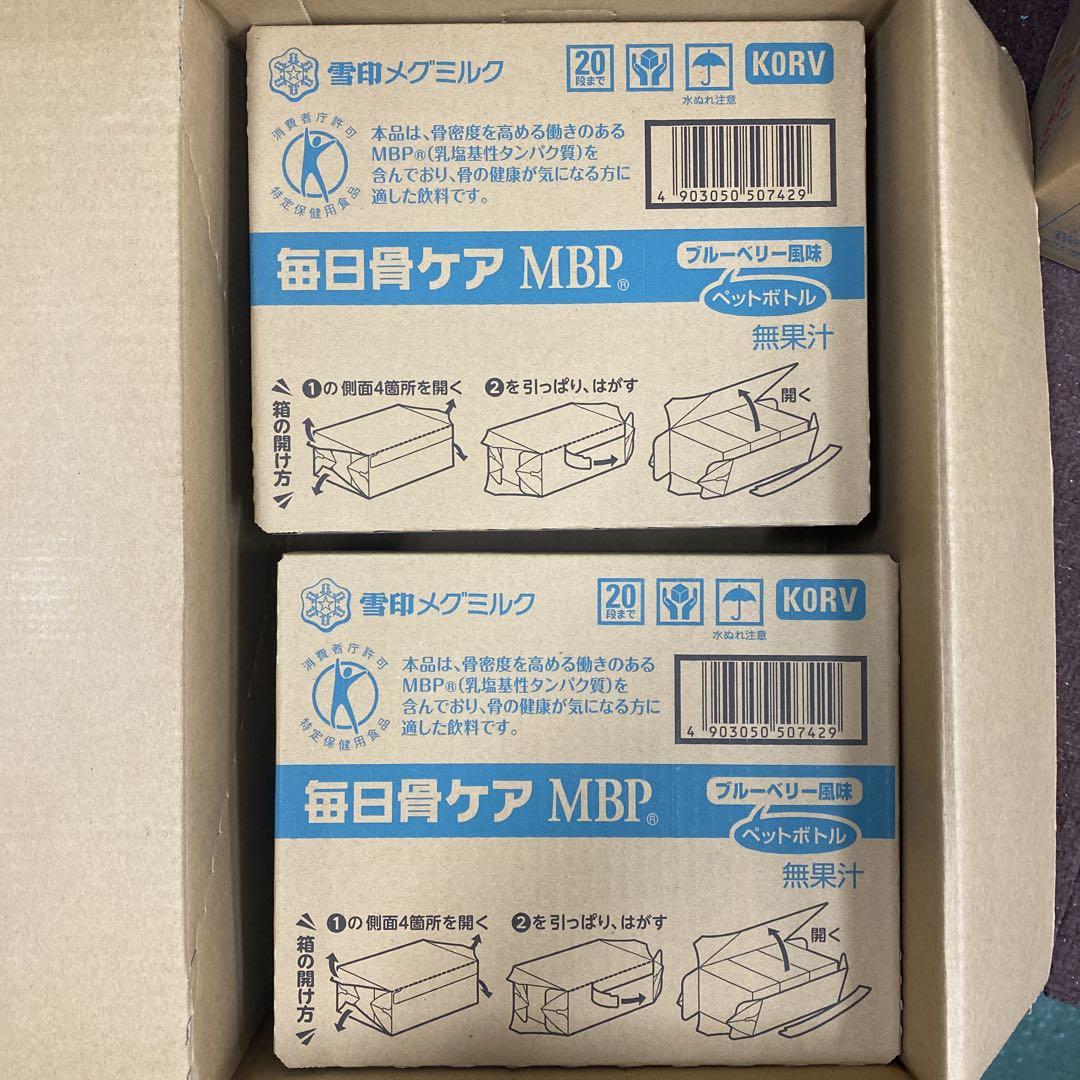 雪印メグミルク
20
段まで
水ぬれ注意
KORV
消費者庁許可
特定保健用食品
本品は、骨密度を高める働きのある
MBP®(乳塩基性タンパク質)を
含んでおり、骨の健康が気になる方に
適した飲料です。
4 903050 507429
毎日骨ケア MBP®
ブルーベリー風味
ペットボトル
無果汁
箱の開け方
①の側面4箇所を開く
②を引っぱり、はがす
開く
雪印メグミルク
20
段まで
水ぬれ注意
KORV
消費者庁許可
特定保健用食品
本品は、骨密度を高める働きのある
MBP®(乳塩基性タンパク質)を
含んでおり、骨の健康が気になる方に
適した飲料です。
4 903050 507429
毎日骨ケア MBP®
ブルーベリー風味
ペットボトル
無果汁
箱の開け方
①の側面4箇所を開く
②を引っぱり、はがす
開く